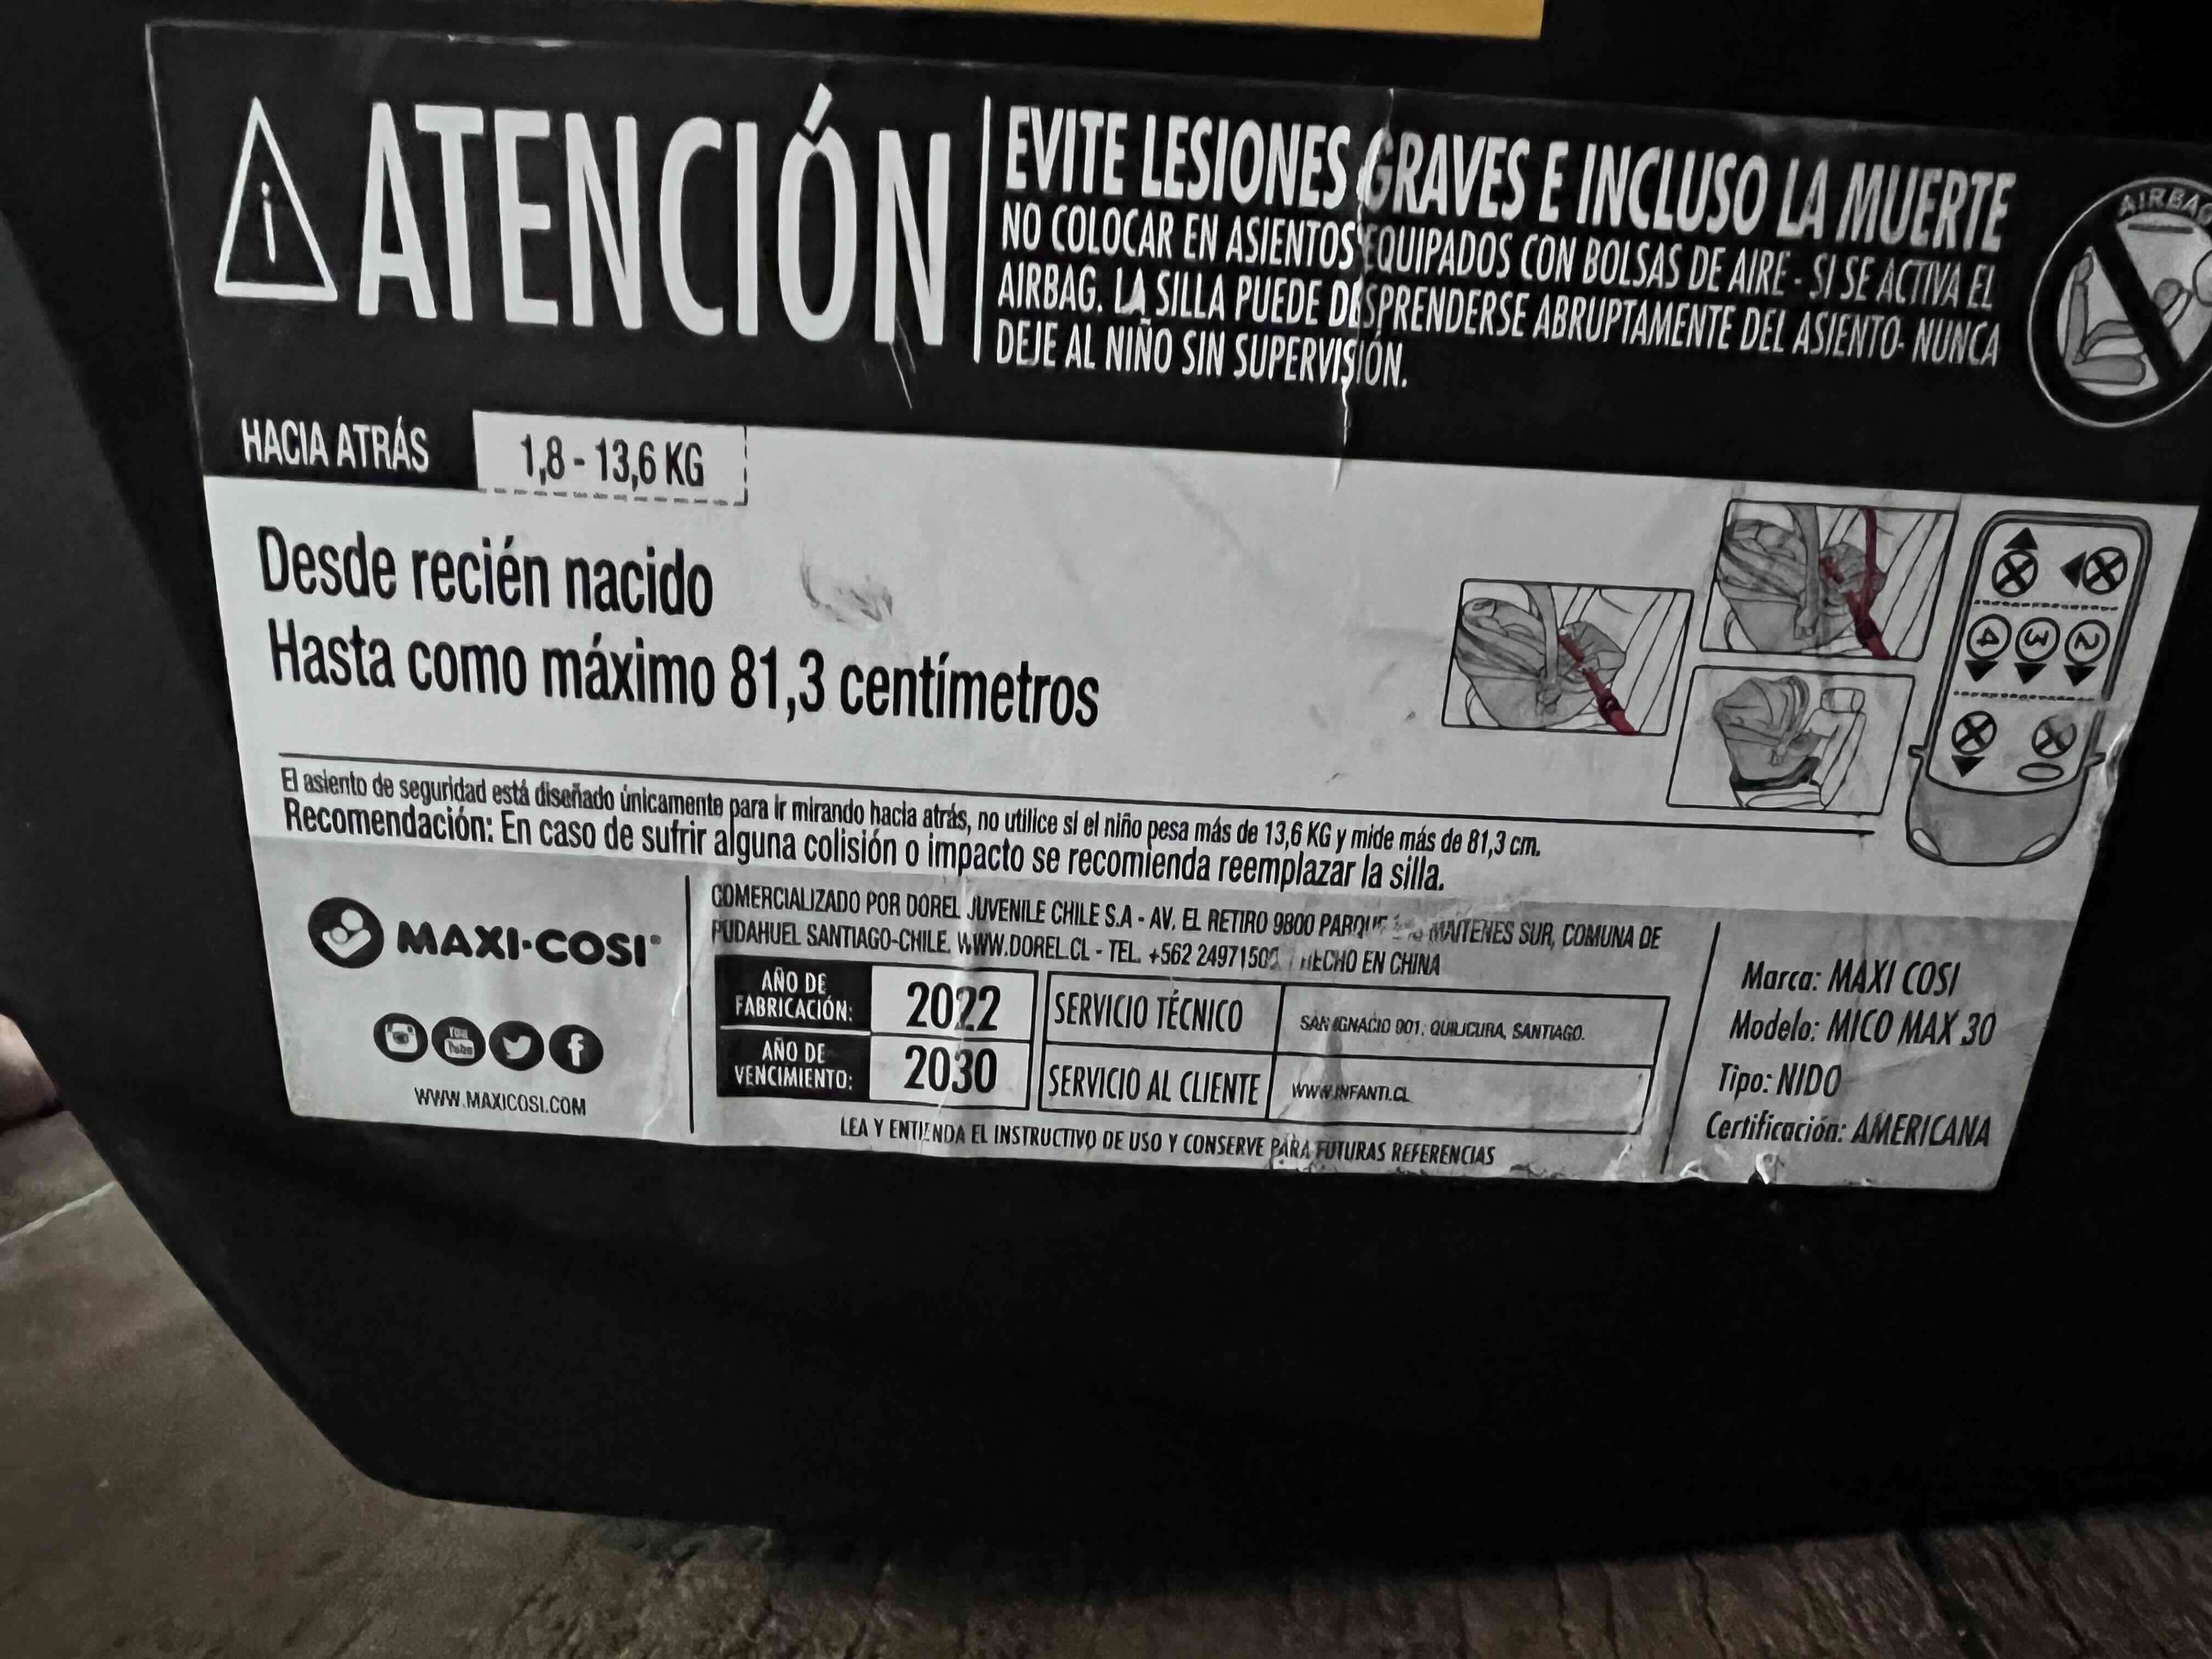 ATENCIÓN
EVITE LESIONES GRAVES E INCLUSO LA MUERTE
NO COLOCAR EN ASIENTOS EQUIPADOS CON BOLSAS DE AIRE - SI SE ACTIVA EL
AIRBAG. LA SILLA PUEDE DESPRENDERSE ABRUPTAMENTE DEL ASIENTO- NUNCA
DEJE AL NIÑO SIN SUPERVISIÓN.
HACIA ATRÁS
1,8 - 13,6 KG
Desde recién nacido
Hasta como máximo 81,3 centímetros
4 3 2
El asiento de seguridad está diseñado únicamente para ir mirando hacia atrás, no utilice si el niño pesa más de 13,6 KG y mide más de 81,3 cm.
Recomendación: En caso de sufrir alguna colisión o impacto se recomienda reemplazar la silla.
MAXI-COSI
You Tube
WWW.MAXICOSI.COM
COMERCIALIZADO POR DOREL JUVENILE CHILE S.A - AV. EL RETIRO 9800 PARQUE MAITENES SUR, COMUNA DE
PUDAHUEL SANTIAGO-CHILE. WWW.DOREL.CL - TEL. +562 HECHO EN CHINA
AÑO DE
FABRICACIÓN:
2022
SERVICIO TÉCNICO
SAN IGNACIO 901, QUILICURA, SANTIAGO.
AÑO DE
VENCIMIENTO:
2030
SERVICIO AL CLIENTE
WWW.INFANTI.CL
LEA Y ENTIENDA EL INSTRUCTIVO DE USO Y CONSERVE PARA FUTURAS REFERENCIAS
Marca: MAXI COSI
Modelo: MICO MAX 30
Tipo: NIDO
Certificación: AMERICANA